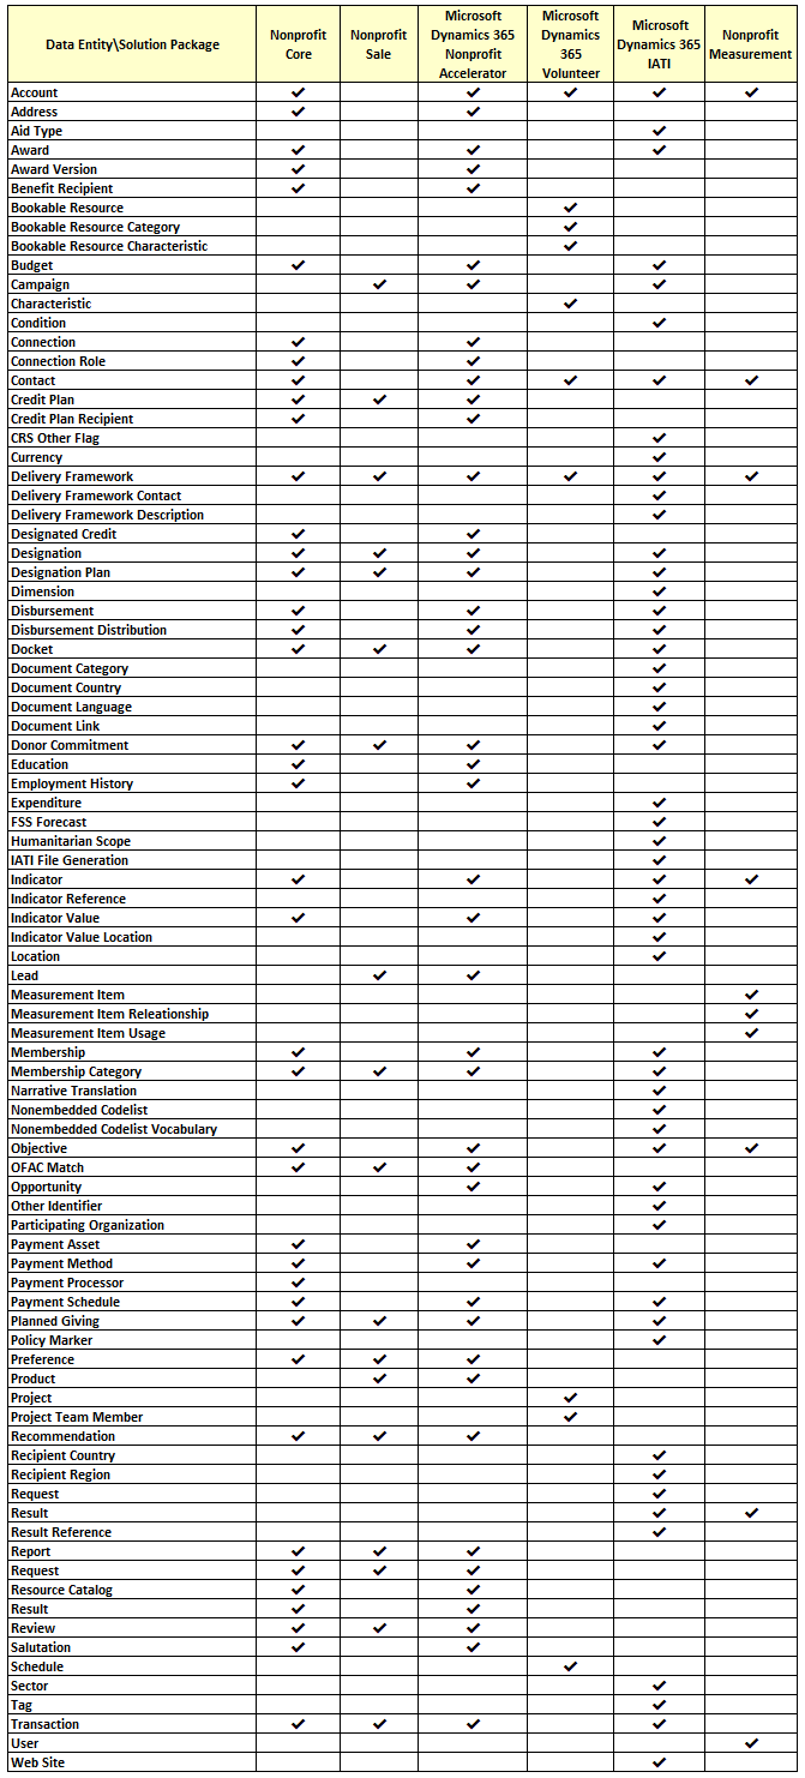 Data Entity\Solution Package
Nonprofit
Core
Nonprofit
Sale
Microsoft
Dynamics 365
Nonprofit
Accelerator
Microsoft
Dynamics
365
Volunteer
Microsoft
Dynamics 365
IATI
Nonprofit
Measurement
Account ✔ ✔ ✔ ✔ ✔
Address ✔ ✔
Aid Type ✔
Award ✔ ✔ ✔
Award Version ✔ ✔
Benefit Recipient ✔ ✔
Bookable Resource ✔
Bookable Resource Category ✔
Bookable Resource Characteristic ✔
Budget ✔ ✔ ✔
Campaign ✔ ✔ ✔
Characteristic ✔
Condition ✔
Connection ✔ ✔
Connection Role ✔ ✔
Contact ✔ ✔ ✔ ✔ ✔
Credit Plan ✔ ✔ ✔
Credit Plan Recipient ✔ ✔
CRS Other Flag ✔
Currency ✔
Delivery Framework ✔ ✔ ✔ ✔ ✔ ✔
Delivery Framework Contact ✔
Delivery Framework Description ✔
Designated Credit ✔ ✔
Designation ✔ ✔ ✔ ✔
Designation Plan ✔ ✔ ✔ ✔
Dimension ✔
Disbursement ✔ ✔ ✔
Disbursement Distribution ✔ ✔ ✔
Docket ✔ ✔ ✔ ✔
Document Category ✔
Document Country ✔
Document Language ✔
Document Link ✔
Donor Commitment ✔ ✔ ✔ ✔
Education ✔ ✔
Employment History ✔ ✔
Expenditure ✔
FSS Forecast ✔
Humanitarian Scope ✔
IATI File Generation ✔
Indicator ✔ ✔ ✔ ✔
Indicator Reference ✔
Indicator Value ✔ ✔ ✔
Indicator Value Location ✔
Location ✔
Lead ✔ ✔
Measurement Item ✔
Measurement Item Releationship ✔
Measurement Item Usage ✔
Membership ✔ ✔ ✔
Membership Category ✔ ✔ ✔ ✔
Narrative Translation ✔
Nonembedded Codelist ✔
Nonembedded Codelist Vocabulary ✔
Objective ✔ ✔ ✔ ✔
OFAC Match ✔ ✔ ✔
Opportunity ✔ ✔
Other Identifier ✔
Participating Organization ✔
Payment Asset ✔ ✔
Payment Method ✔ ✔ ✔
Payment Processor ✔
Payment Schedule ✔ ✔ ✔
Planned Giving ✔ ✔ ✔ ✔
Policy Marker ✔
Preference ✔ ✔ ✔
Product ✔ ✔
Project ✔
Project Team Member ✔
Recommendation ✔ ✔ ✔
Recipient Country ✔
Recipient Region ✔
Request ✔
Result ✔ ✔
Result Reference ✔
Report ✔ ✔ ✔
Request ✔ ✔ ✔
Resource Catalog ✔ ✔
Result ✔ ✔
Review ✔ ✔ ✔
Salutation ✔ ✔
Schedule ✔
Sector ✔
Tag ✔
Transaction ✔ ✔ ✔ ✔
User ✔
Web Site ✔